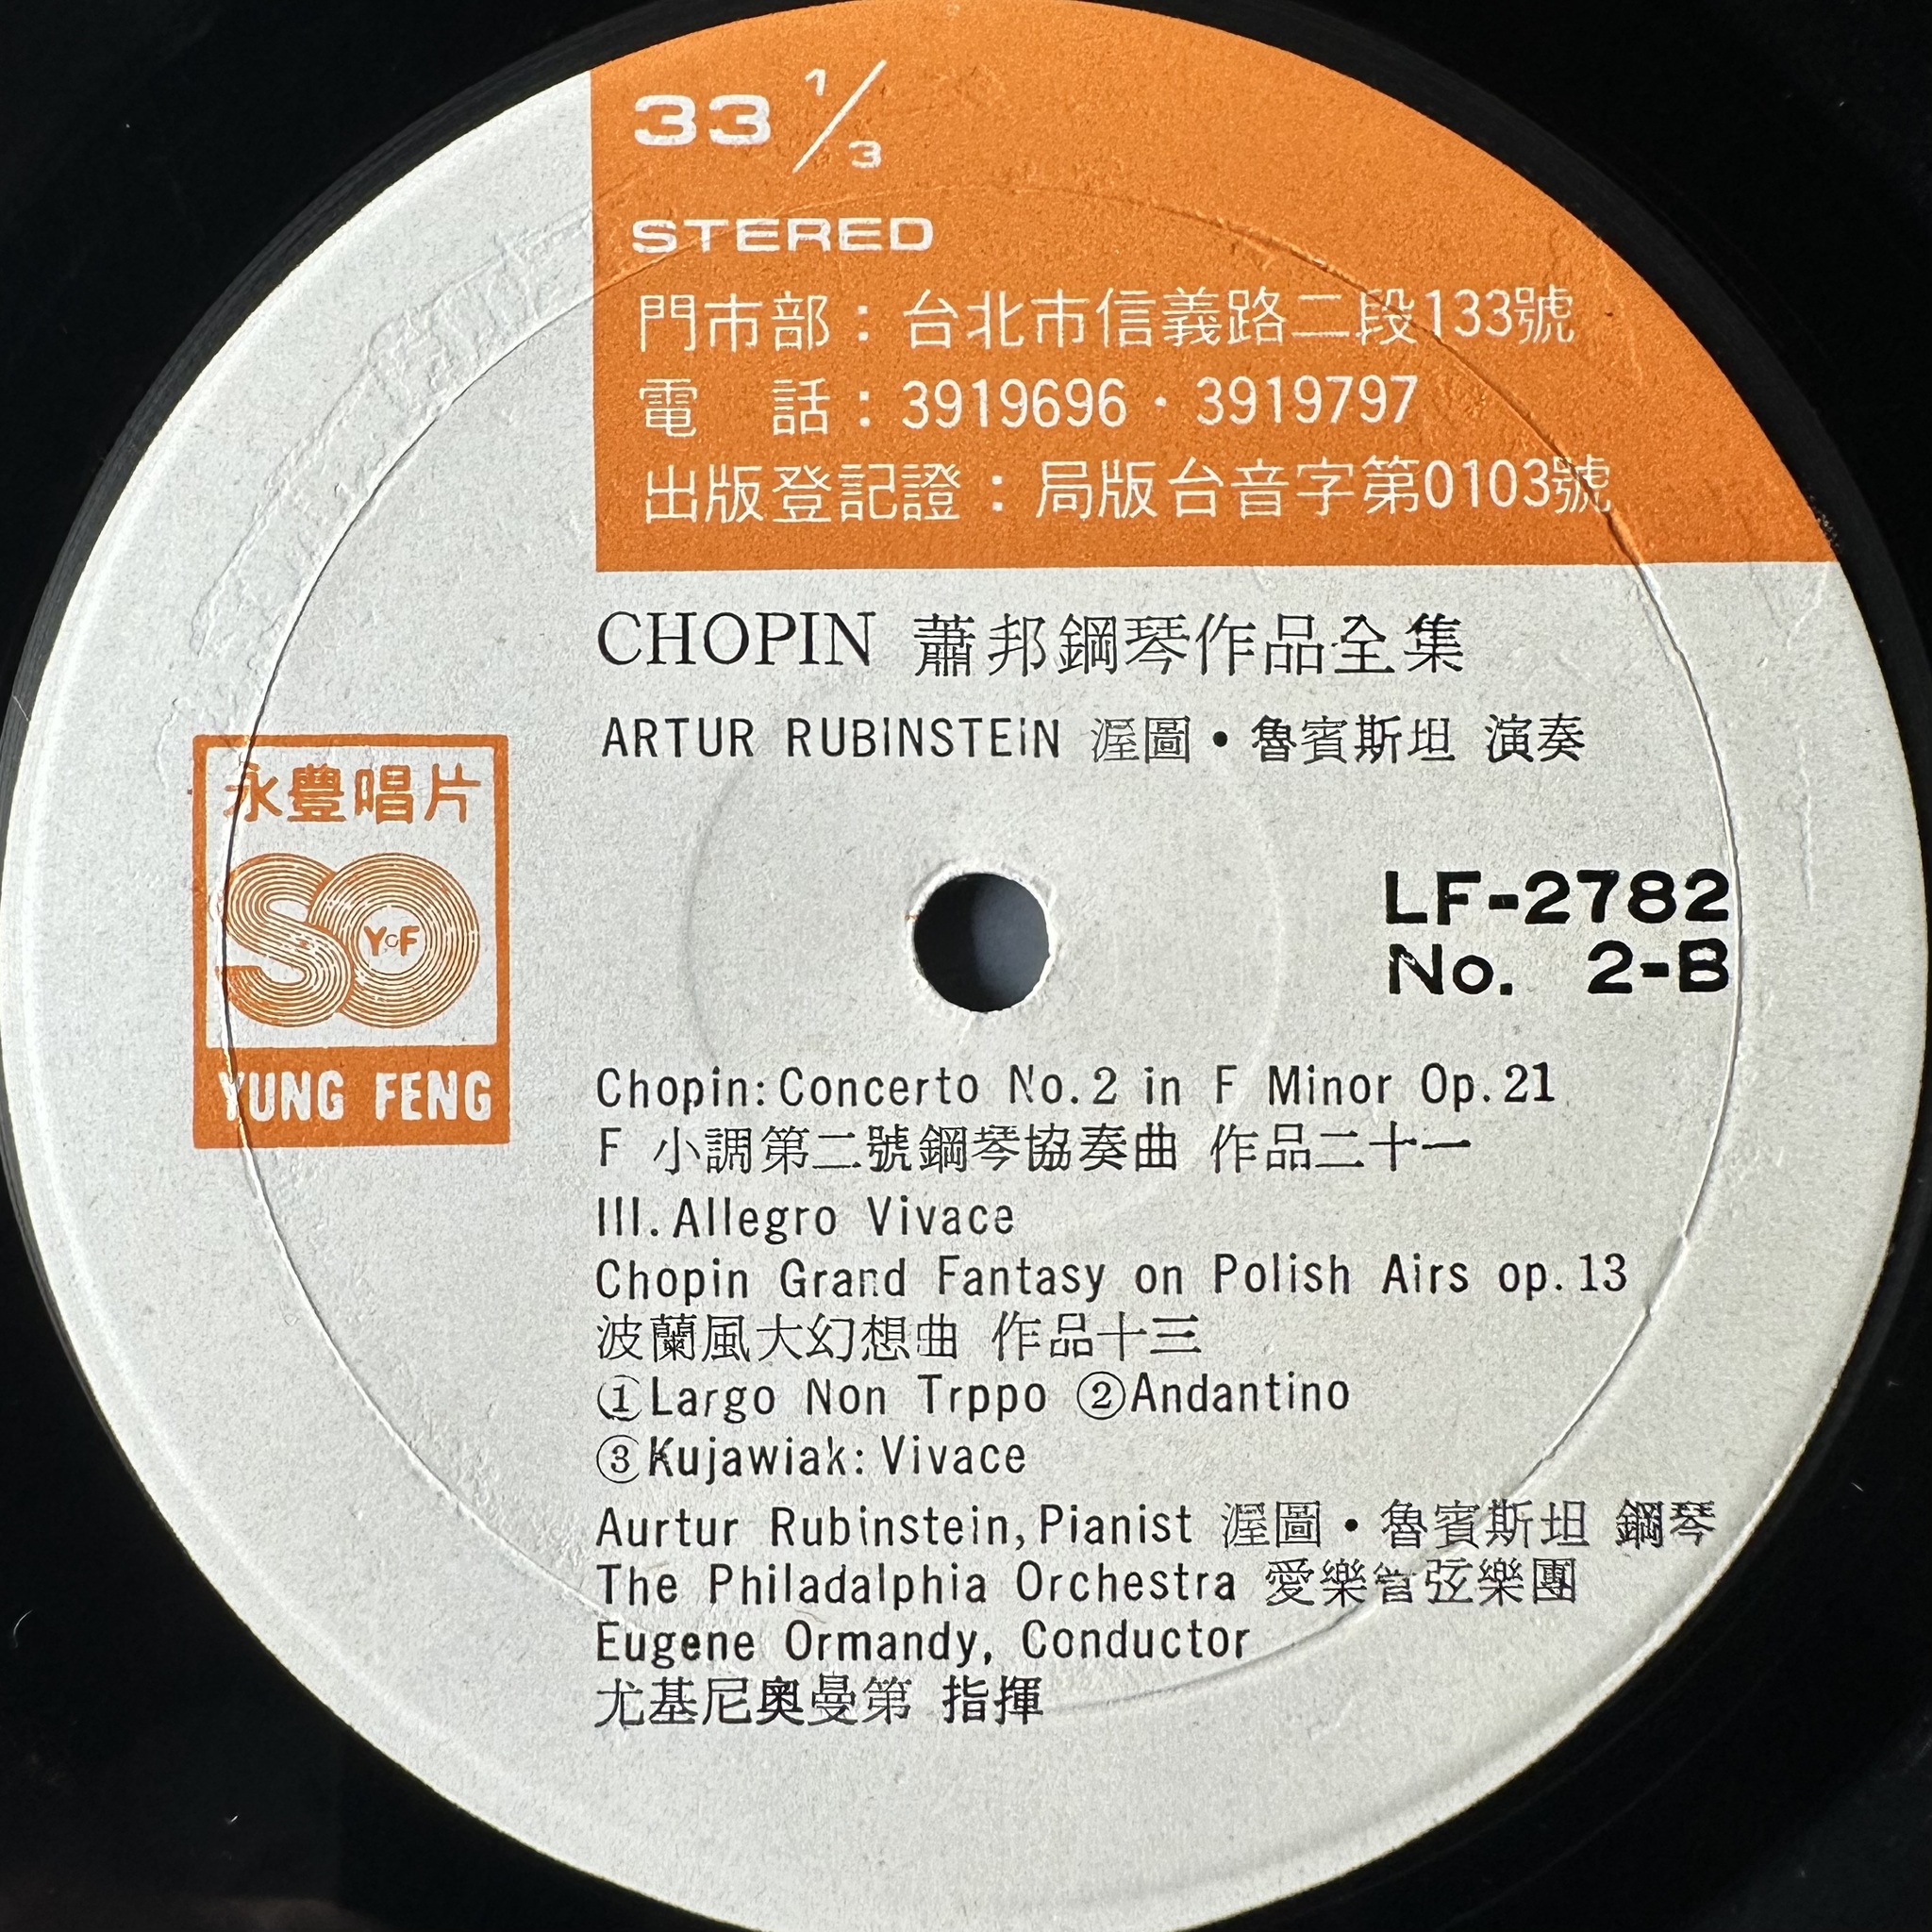 33 1/3
STERED
門市部：台北市信義路二段133號
電　話：3919696・3919797
出版登記證：局版台音字第0103號
CHOPIN 蕭邦鋼琴作品全集
ARTUR RUBINSTEIN 渥圖・魯賓斯坦 演奏
永豐唱片
YF
YUNG FENG
LF-2782
No. 2-B
Chopin: Concerto No.2 in F Minor Op.21
F 小調第二號鋼琴協奏曲 作品二十一
III. Allegro Vivace
Chopin Grand Fantasy on Polish Airs op.13
波蘭風大幻想曲 作品十三
①Largo Non Trppo ②Andantino
③Kujawiak: Vivace
Aurtur Rubinstein, Pianist 渥圖・魯賓斯坦 鋼琴
The Philadalphia Orchestra 愛樂管弦樂團
Eugene Ormandy, Conductor
尤基尼奧曼第 指揮